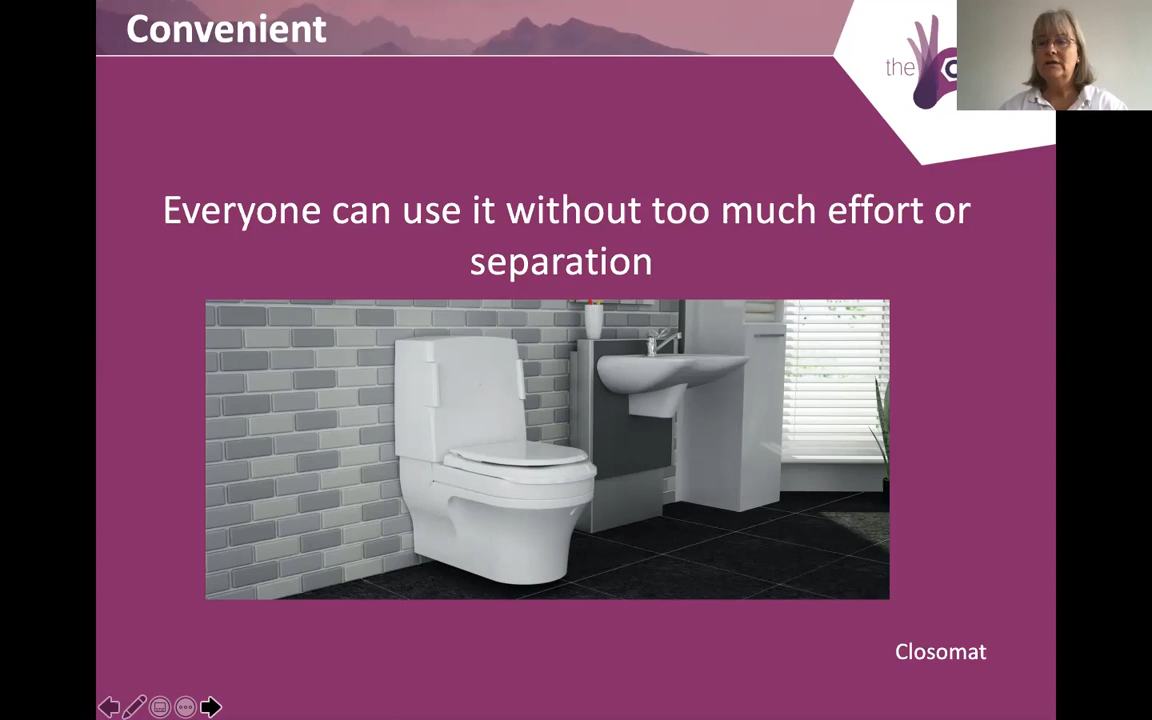 Convenient
the
Everyone can use it without too much effort or
separation
Closomat